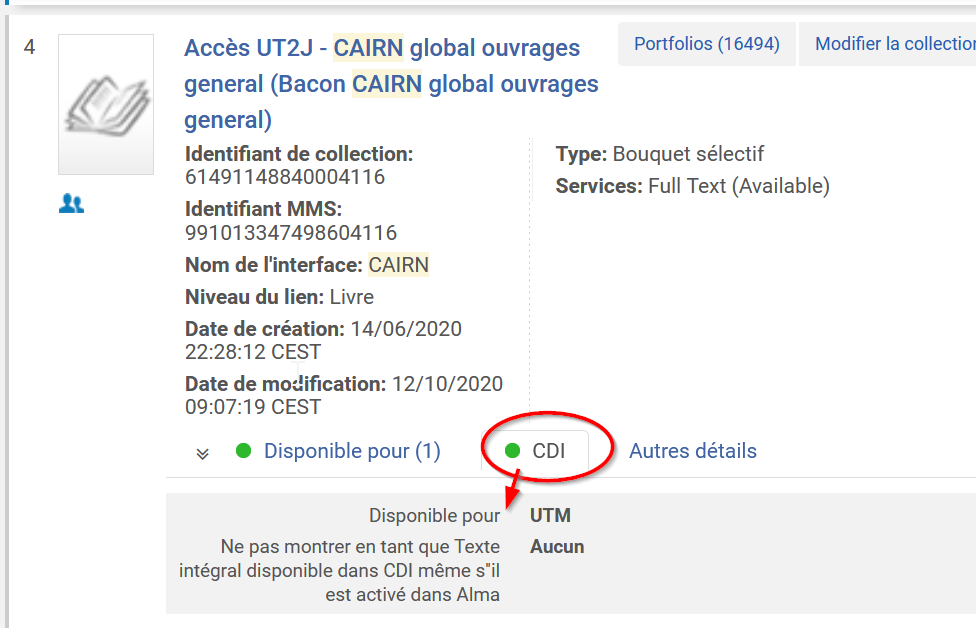 4
Accès UT2J - CAIRN global ouvrages
general (Bacon CAIRN global ouvrages
general)
Portfolios (16494)
Modifier la collection
Identifiant de collection:
61491148840004116
Identifiant MMS:
991013347498604116
Nom de l'interface: CAIRN
Niveau du lien: Livre
Date de création: 14/06/2020
22:28:12 CEST
Date de modification: 12/10/2020
09:07:19 CEST
Type: Bouquet sélectif
Services: Full Text (Available)
Disponible pour (1)
CDI
Autres détails
Disponible pour UTM
Ne pas montrer en tant que Texte Aucun
intégral disponible dans CDI même s"il
est activé dans Alma